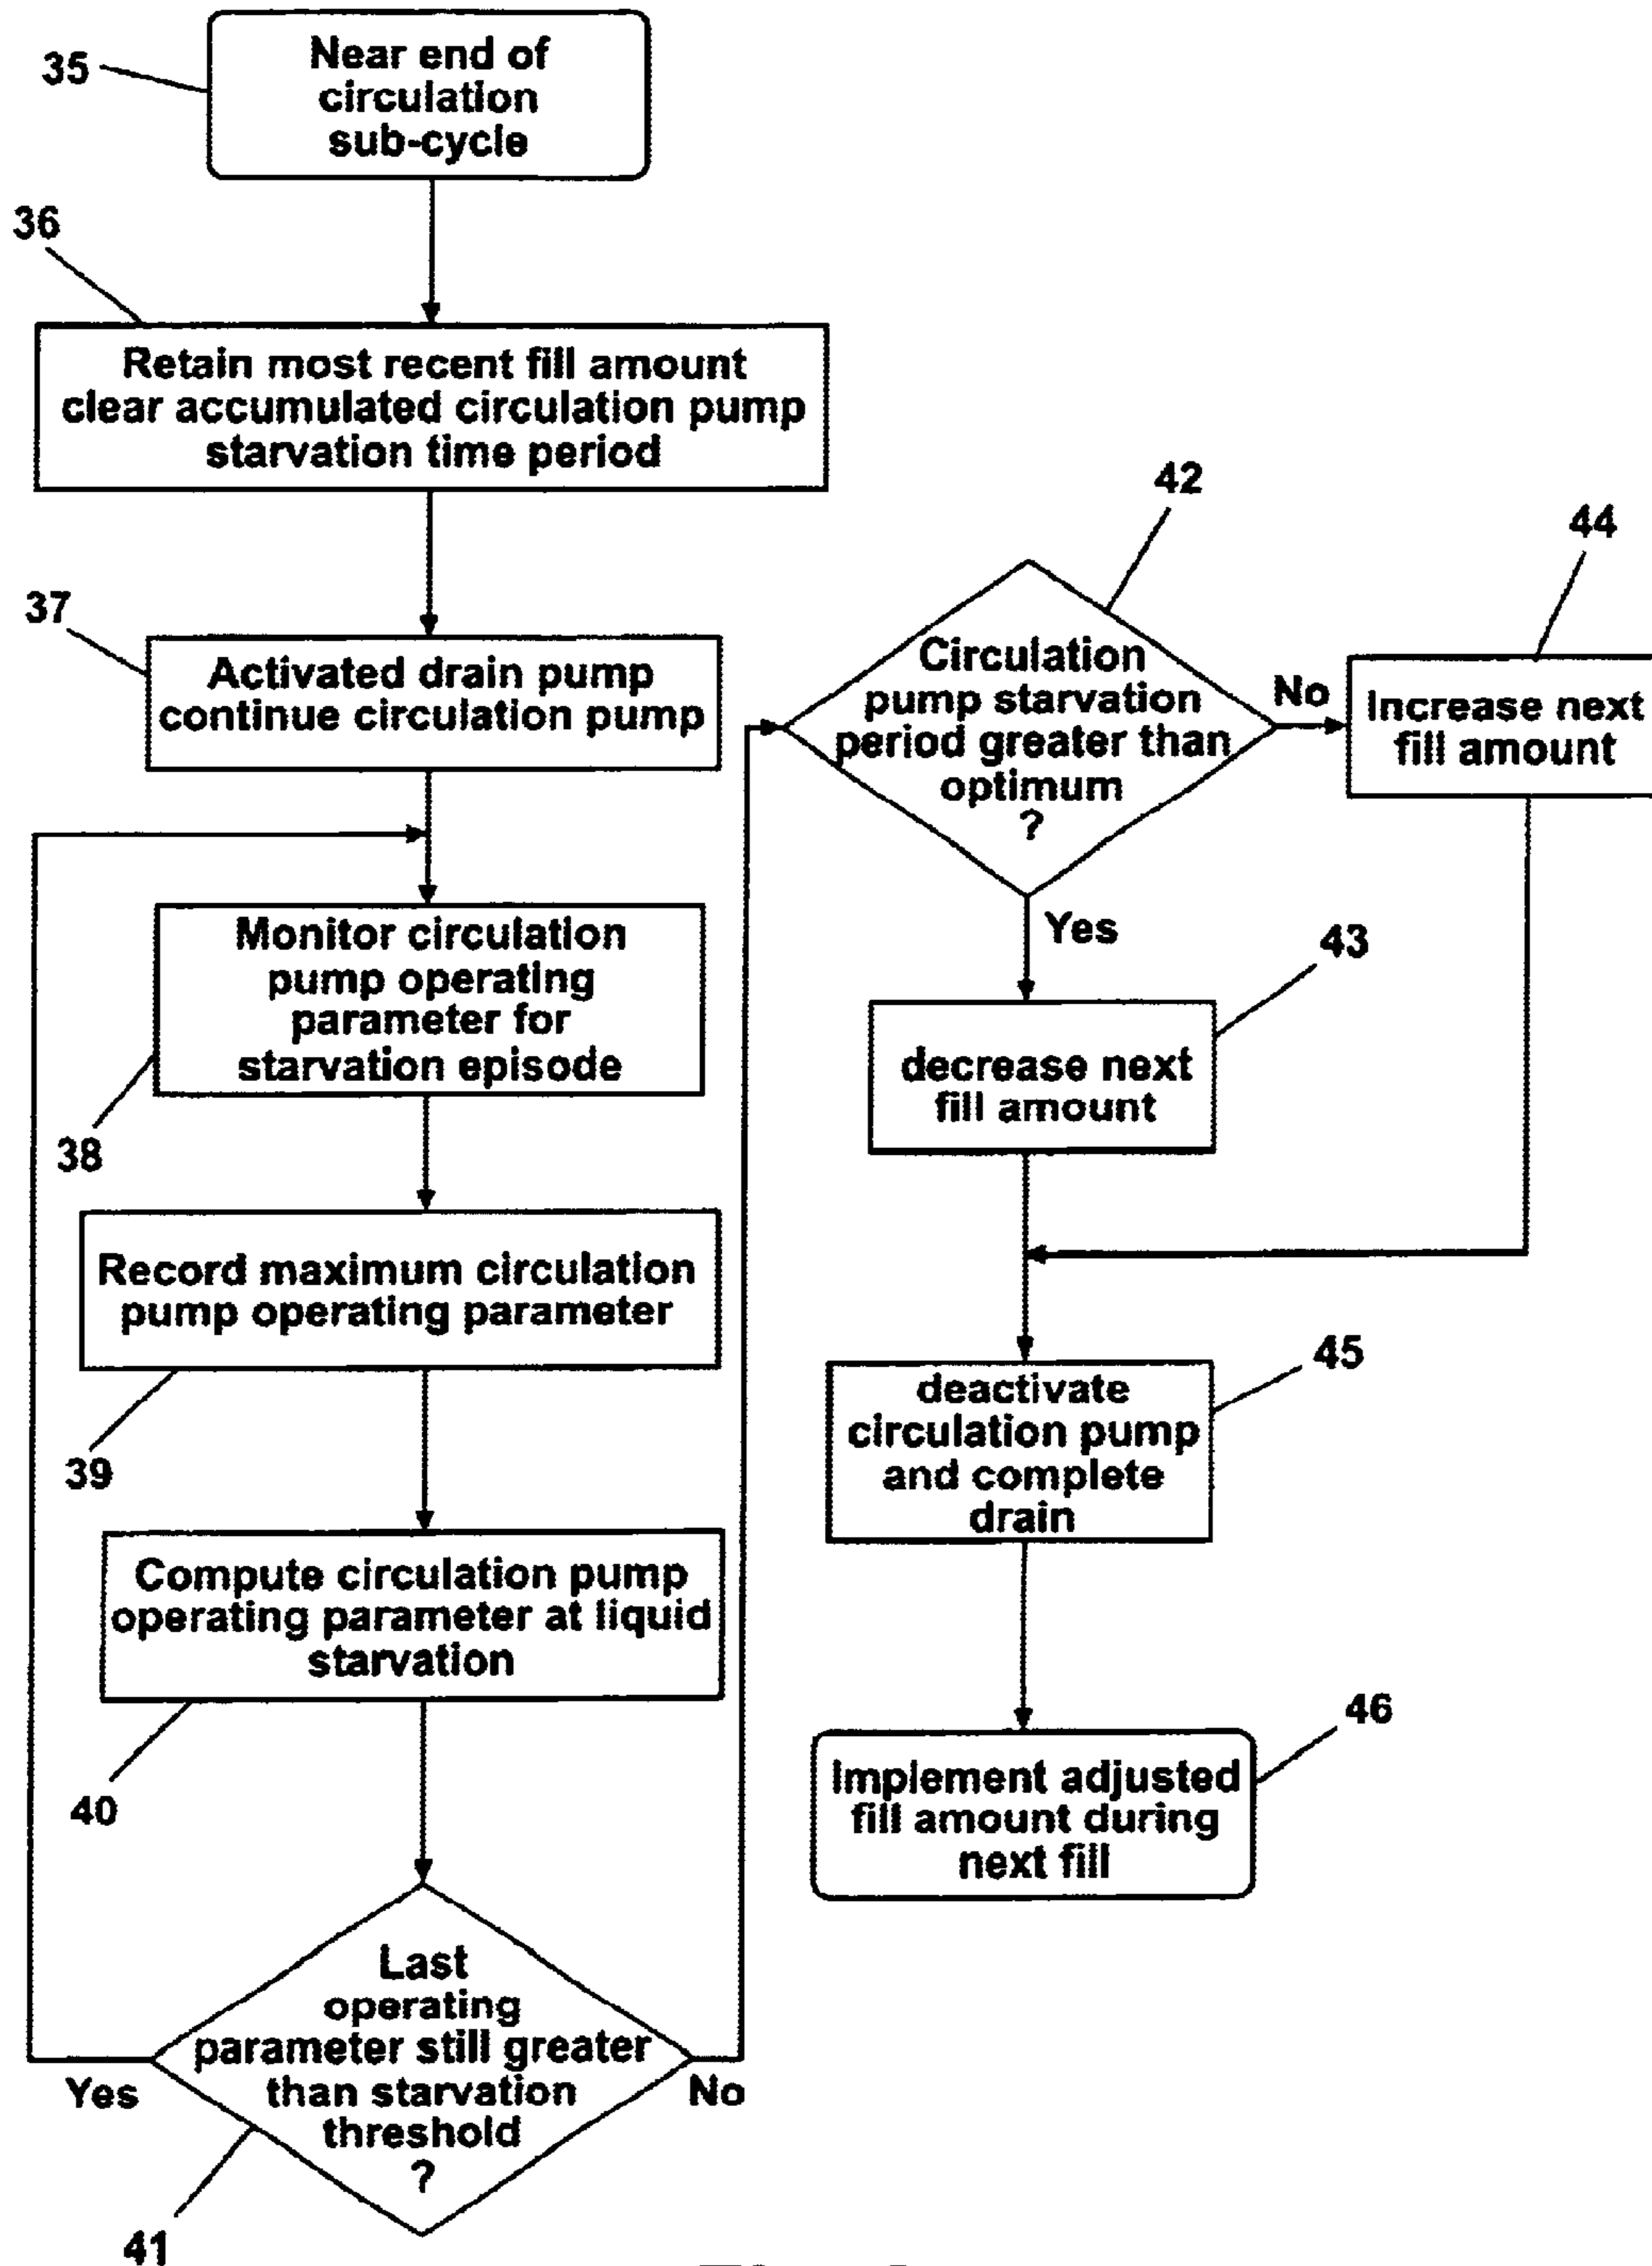 35
Near end of
circulation
sub-cycle
36
Retain most recent fill amount
clear accumulated circulation pump
starvation time period
37
Activated drain pump
continue circulation pump
Monitor circulation
pump operating
parameter for
starvation episode
38
Record maximum circulation
pump operating parameter
39
Compute circulation pump
operating parameter at liquid
starvation
40
Last
operating
parameter still greater
than starvation
threshold
?
Yes
No
41
42
Circulation
pump starvation
period greater than
optimum
?
No
44
Increase next
fill amount
Yes
43
decrease next
fill amount
45
deactivate
circulation pump
and complete
drain
46
Implement adjusted
fill amount during
next fill